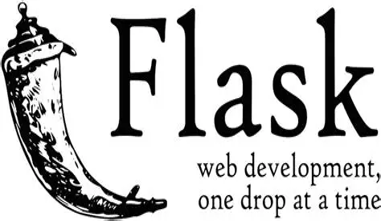 Flask
web development,
one drop at a time